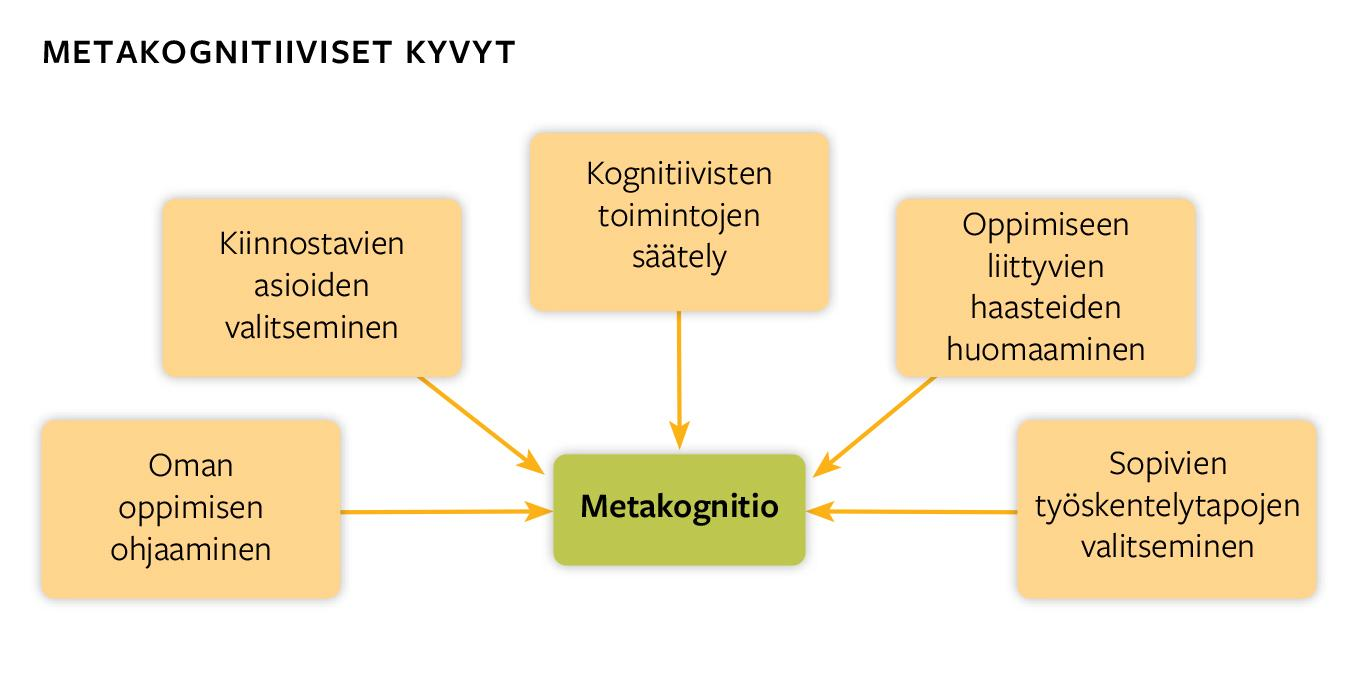 METAKOGNITIIVISET KYVYT
Kognitiivisten
toimintojen
säätely
Kiinnostavien
asioiden
valitseminen
Oppimiseen
liittyvien
haasteiden
huomaaminen
Oman
oppimisen
ohjaaminen
Metakognitio
Sopivien
työskentelytapojen
valitseminen